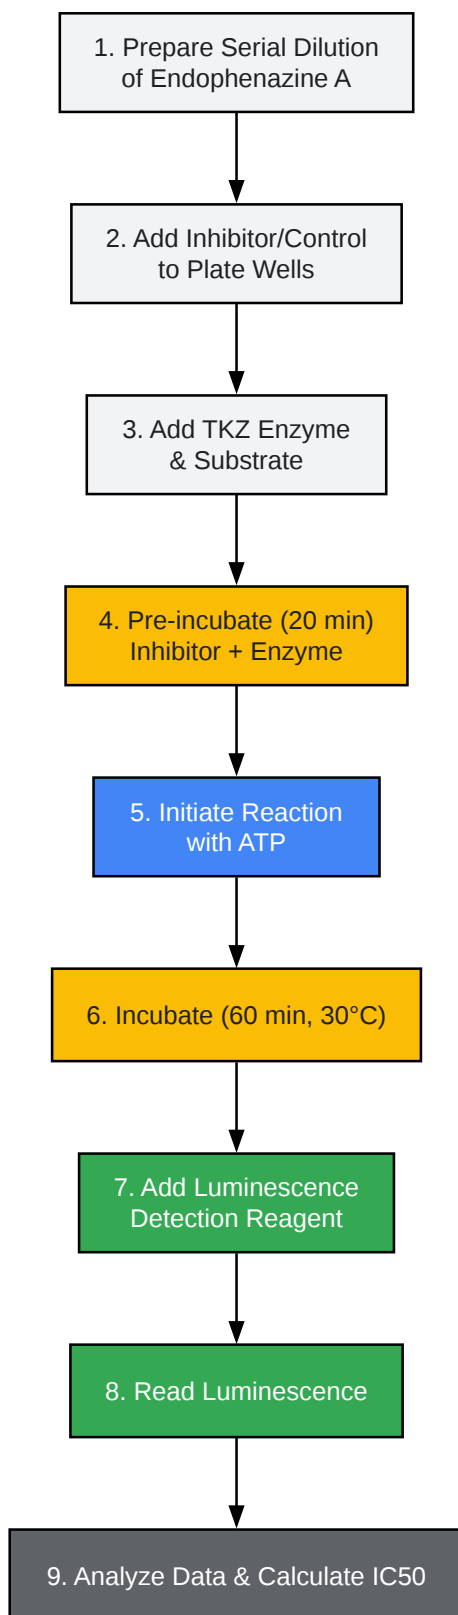 1. Prepare Serial Dilution
of Endophenazine A
2. Add Inhibitor/Control
to Plate Wells
3. Add TKZ Enzyme
& Substrate
4. Pre-incubate (20 min)
Inhibitor + Enzyme
5. Initiate Reaction
with ATP
6. Incubate (60 min, 30°C)
7. Add Luminescence
Detection Reagent
8. Read Luminescence
9. Analyze Data & Calculate IC50